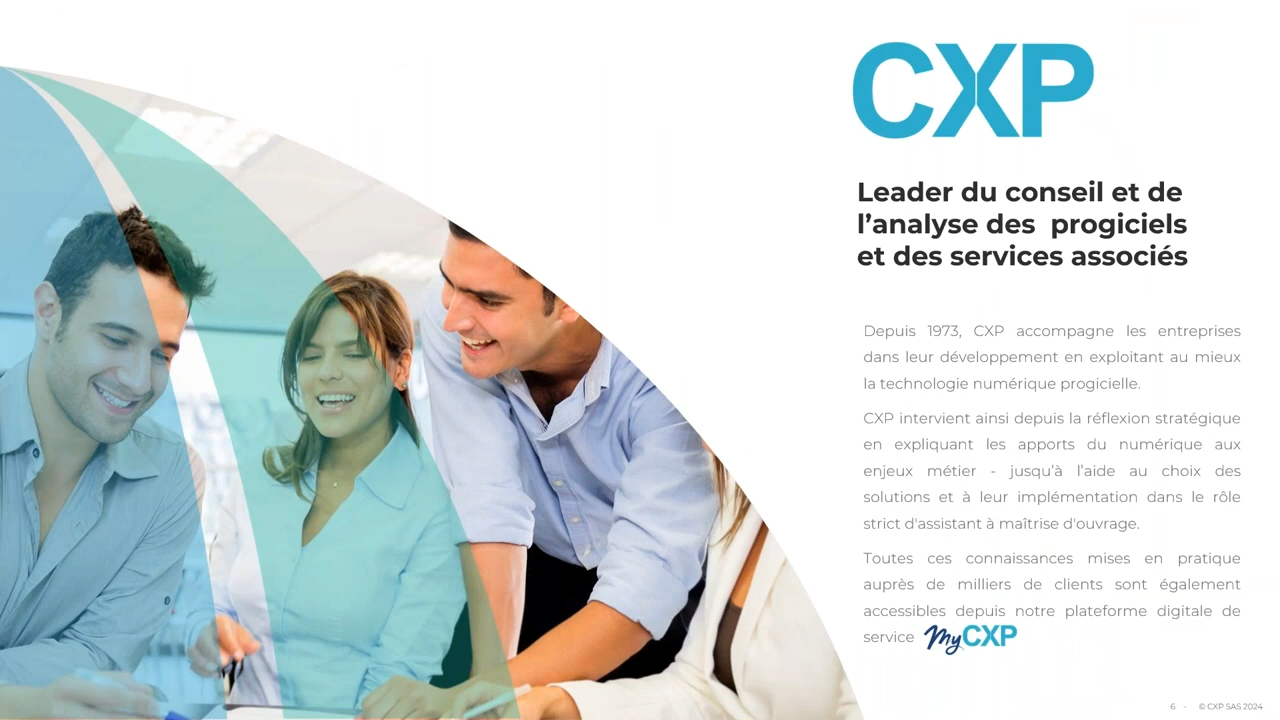 CXP
Leader du conseil et de
l’analyse des  progiciels
et des services associés
Depuis 1973, CXP accompagne les entreprises
dans leur développement en exploitant au mieux
la technologie numérique progicielle.
CXP intervient ainsi depuis la réflexion stratégique
en expliquant les apports du numérique aux
enjeux métier - jusqu’à l’aide au choix des
solutions et à leur implémentation dans le rôle
strict d'assistant à maîtrise d'ouvrage.
Toutes ces connaissances mises en pratique
auprès de milliers de clients sont également
accessibles depuis notre plateforme digitale de
service MyCXP
6 - © CXP SAS 2024